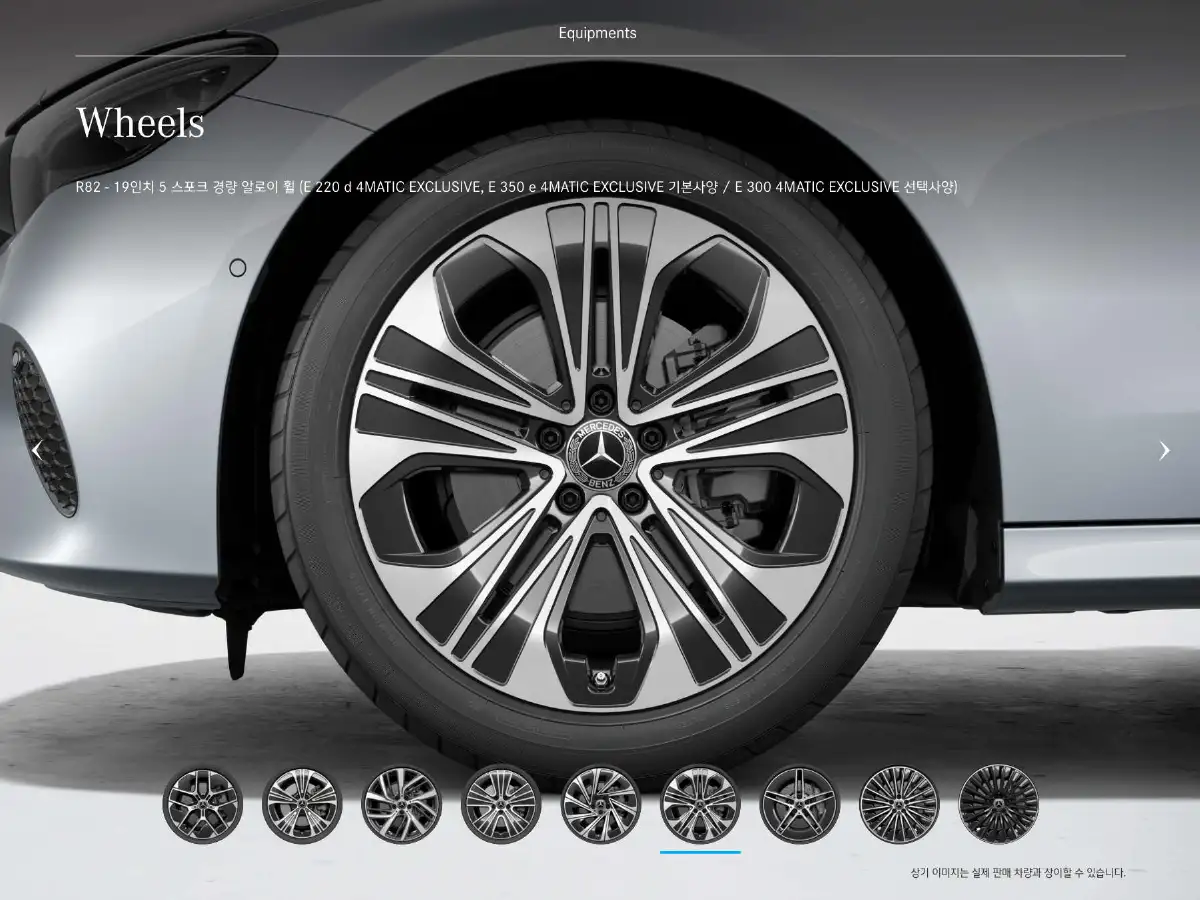 Equipments
Wheels
R82 - 19인치 5 스포크 경량 알로이 휠 (E 220 d 4MATIC EXCLUSIVE, E 350 e 4MATIC EXCLUSIVE 기본사양 / E 300 4MATIC EXCLUSIVE 선택사양)
MERCEDES
BENZ
상기 이미지는 실제 판매 차량과 상이할 수 있습니다.